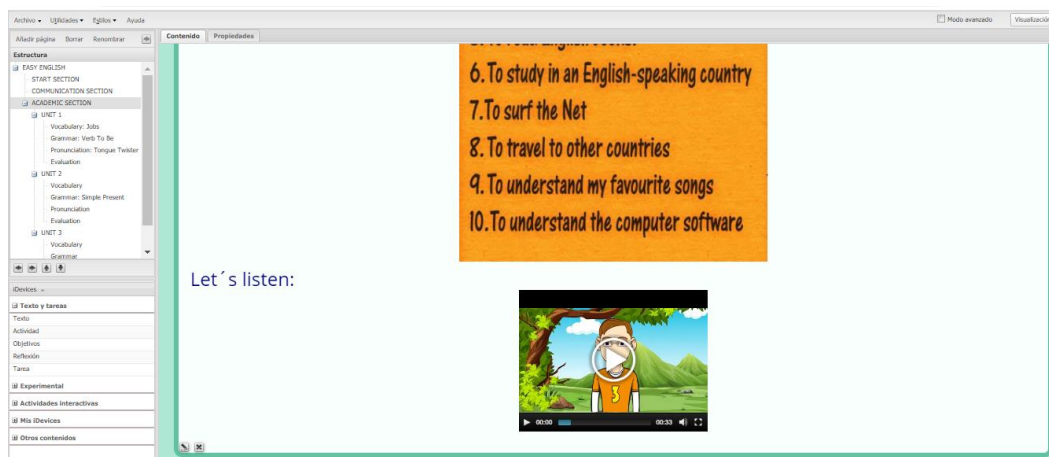 Archivo Utilidades Estilos Ayuda
Modo avanzado
Visualización
Añadir página Borrar Renombrar
Contenido Propiedades
Estructura
EASY ENGLISH
START SECTION
COMMUNICATION SECTION
ACADEMIC SECTION
UNIT 1
Vocabulary: Jobs
Grammar: Verb To Be
Pronunciation: Tongue Twister
Evaluation
UNIT 2
Vocabulary
Grammar: Simple Present
Pronunciation
Evaluation
UNIT 3
Vocabulary
Grammar
iDevices
Texto y tareas
Texto
Actividad
Objetivos
Reflexión
Tarea
Experimental
Actividades interactivas
Mis iDevices
Otros contenidos
6. To study in an English-speaking country
7. To surf the Net
8. To travel to other countries
9. To understand my favourite songs
10. To understand the computer software
Let´s listen:
3
00:00 00:33